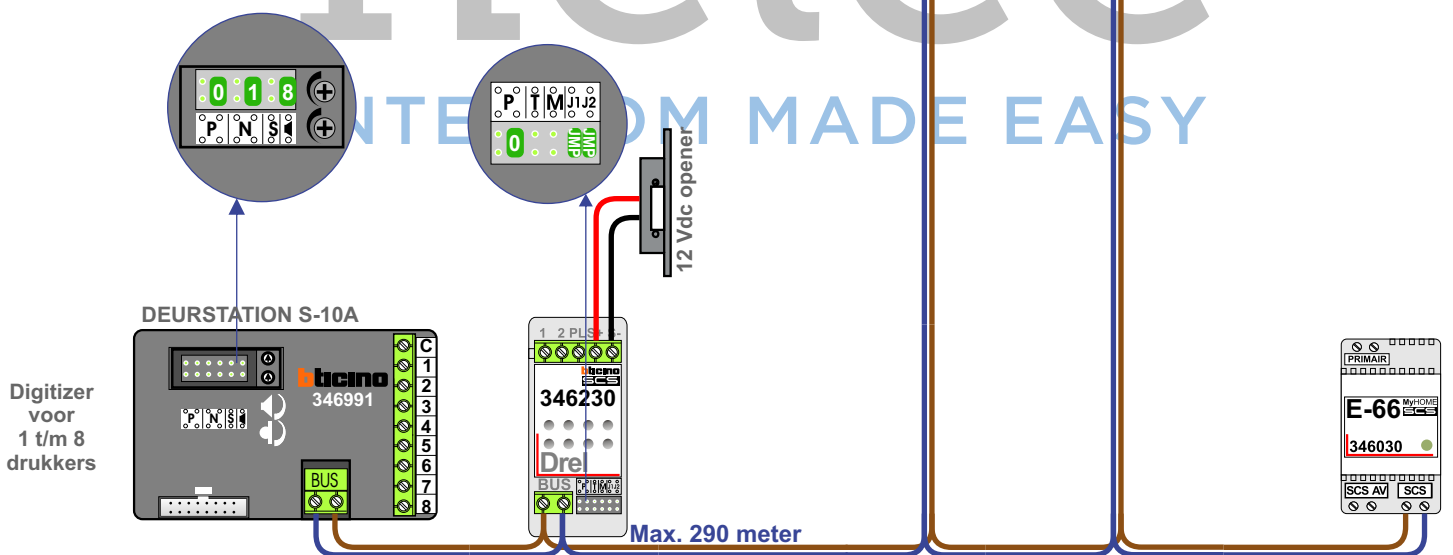 INTERCOM MADE EASY
0 1 8
P N S
P T M J1 J2
0 JMP JMP
12 Vdc opener
DEURSTATION S-10A
Digitizer
voor
1 t/m 8
drukkers
bticino
346991
P N S
BUS
C
1
2
3
4
5
6
7
8
1 2 PL S+ S-
bticino
SCS
346230
Drel
BUS
P T M J1 J2
Max. 290 meter
PRIMAIR
E-66 MyHOME
SCS
346030
SCS AV SCS